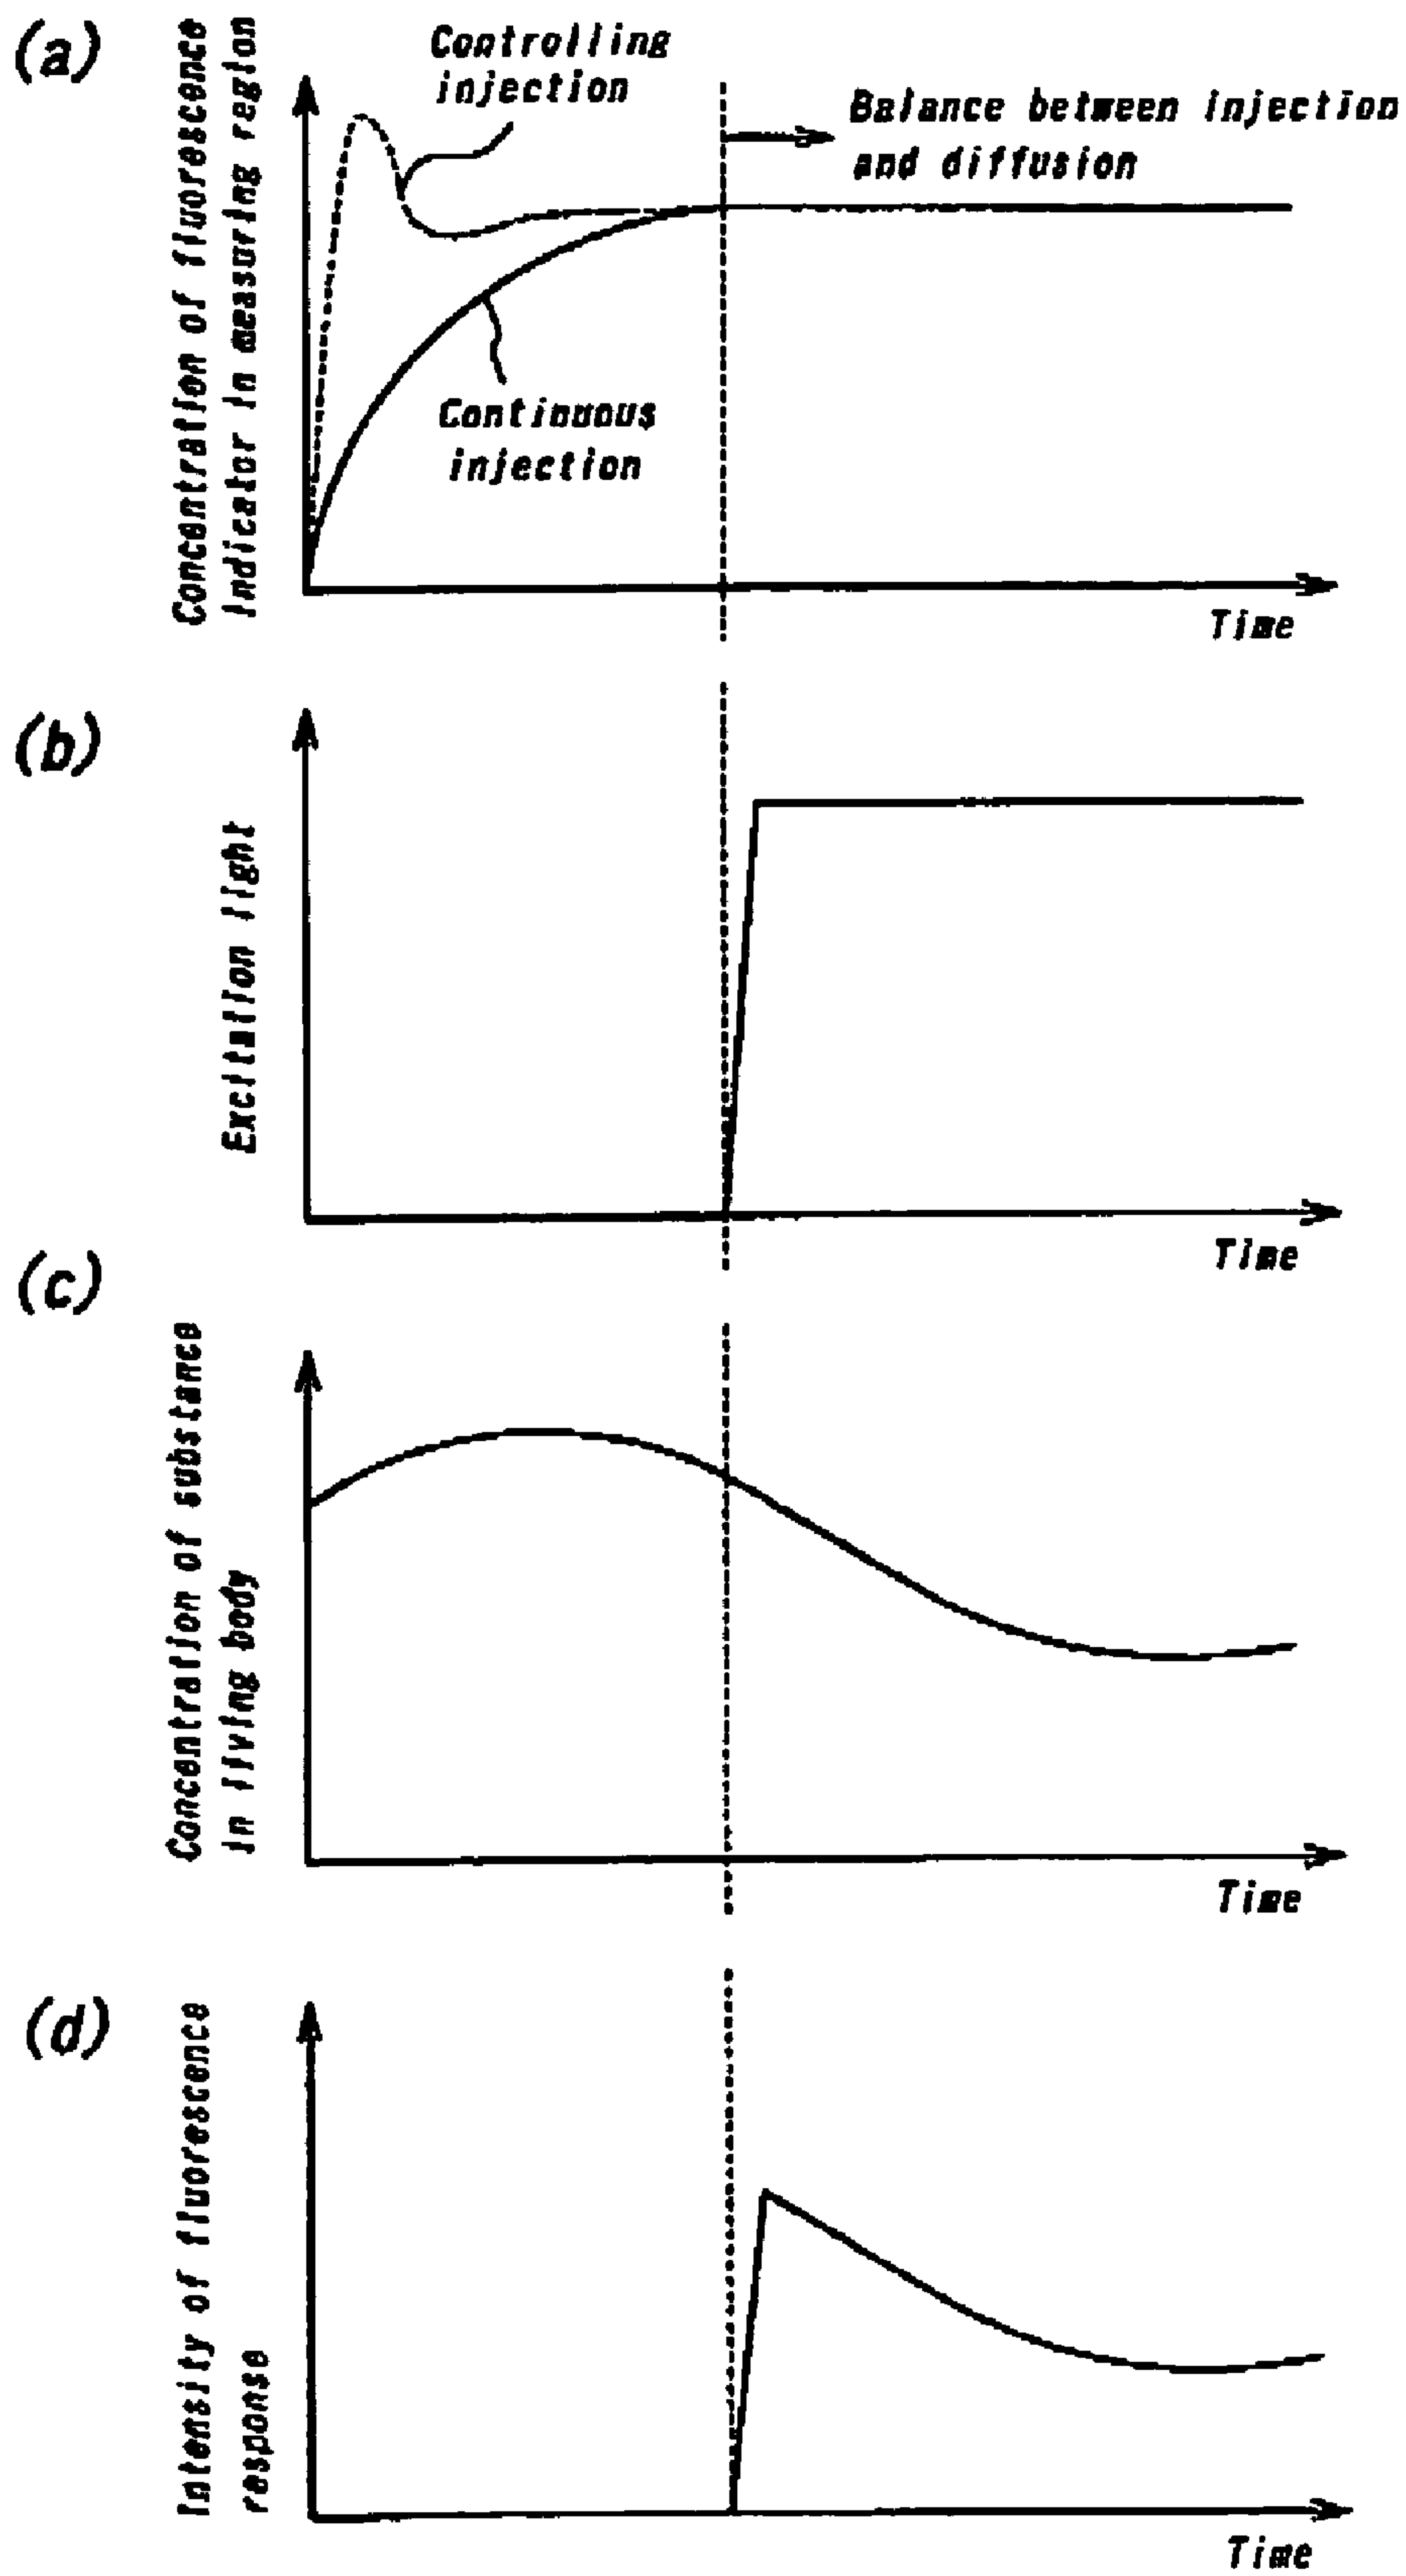 (a)
Concentration of fluorescence
indicator in measuring region
Controlling
injection
Balance between injection
and diffusion
Continuous
injection
Time
(b)
Excitation light
Time
(c)
Concentration of substance
in living body
Time
(d)
Intensity of fluorescence
response
Time